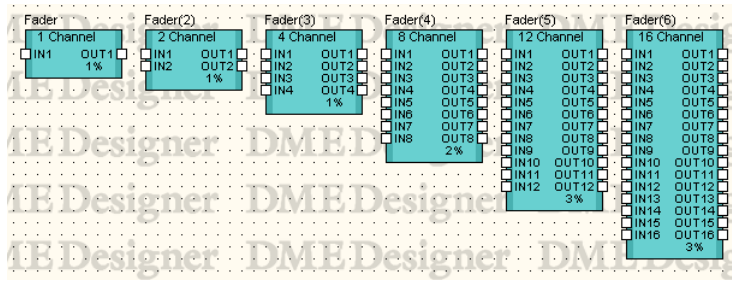 Fader
1 Channel
IN1 OUT1
1%
Fader(2)
2 Channel
IN1 OUT1
IN2 OUT2
1%
Fader(3)
4 Channel
IN1 OUT1
IN2 OUT2
IN3 OUT3
IN4 OUT4
1%
Fader(4)
8 Channel
IN1 OUT1
IN2 OUT2
IN3 OUT3
IN4 OUT4
IN5 OUT5
IN6 OUT6
IN7 OUT7
IN8 OUT8
2%
Fader(5)
12 Channel
IN1 OUT1
IN2 OUT2
IN3 OUT3
IN4 OUT4
IN5 OUT5
IN6 OUT6
IN7 OUT7
IN8 OUT8
IN9 OUT9
IN10 OUT10
IN11 OUT11
IN12 OUT12
3%
Fader(6)
16 Channel
IN1 OUT1
IN2 OUT2
IN3 OUT3
IN4 OUT4
IN5 OUT5
IN6 OUT6
IN7 OUT7
IN8 OUT8
IN9 OUT9
IN10 OUT10
IN11 OUT11
IN12 OUT12
IN13 OUT13
IN14 OUT14
IN15 OUT15
IN16 OUT16
3%
DME Designer
DME Designer
DME Designer